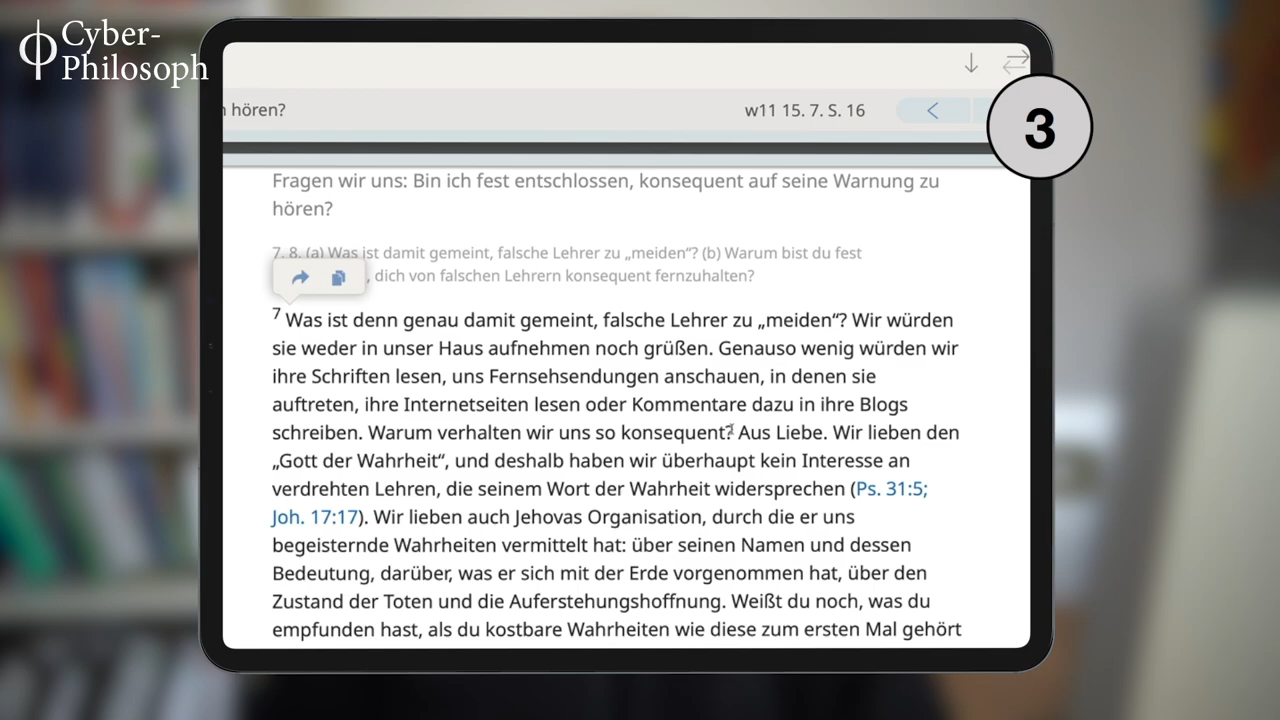 Cyber-
Philosoph
n hören?
w11 15. 7. S. 16
3
Fragen wir uns: Bin ich fest entschlossen, konsequent auf seine Warnung zu
hören?
7. 8. (a) Was ist damit gemeint, falsche Lehrer zu „meiden“? (b) Warum bist du fest
, dich von falschen Lehrern konsequent fernzuhalten?
7 Was ist denn genau damit gemeint, falsche Lehrer zu „meiden“? Wir würden
sie weder in unser Haus aufnehmen noch grüßen. Genauso wenig würden wir
ihre Schriften lesen, uns Fernsehsendungen anschauen, in denen sie
auftreten, ihre Internetseiten lesen oder Kommentare dazu in ihre Blogs
schreiben. Warum verhalten wir uns so konsequent? Aus Liebe. Wir lieben den
„Gott der Wahrheit“, und deshalb haben wir überhaupt kein Interesse an
verdrehten Lehren, die seinem Wort der Wahrheit widersprechen (Ps. 31:5;
Joh. 17:17). Wir lieben auch Jehovas Organisation, durch die er uns
begeisternde Wahrheiten vermittelt hat: über seinen Namen und dessen
Bedeutung, darüber, was er sich mit der Erde vorgenommen hat, über den
Zustand der Toten und die Auferstehungshoffnung. Weißt du noch, was du
empfunden hast, als du kostbare Wahrheiten wie diese zum ersten Mal gehört